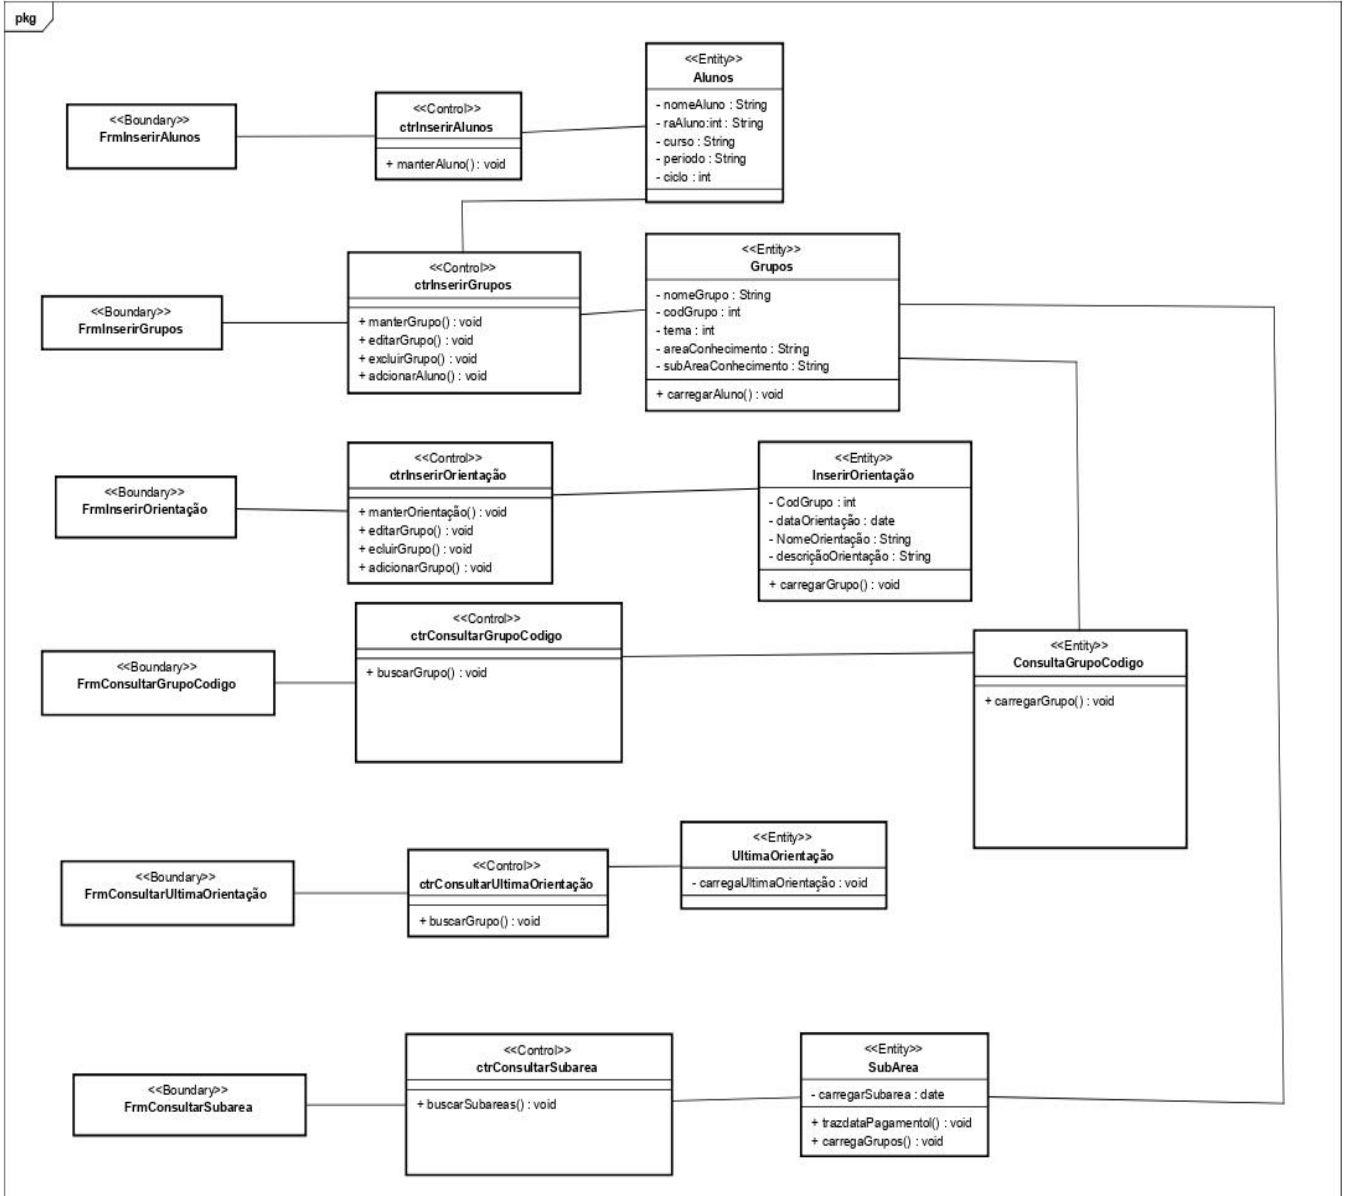 pkg
<<Entity>>
Alunos
- nomeAluno : String
- raAluno:int : String
- curso : String
- periodo : String
- ciclo : int
<<Boundary>>
FrmInserirAlunos
<<Control>>
ctrInserirAlunos
+ manterAluno() : void
<<Boundary>>
FrmInserirGrupos
<<Control>>
ctrInserirGrupos
+ manterGrupo() : void
+ editarGrupo() : void
+ excluirGrupo() : void
+ adcionarAluno() : void
<<Entity>>
Grupos
- nomeGrupo : String
- codGrupo : int
- tema : int
- areaConhecimento : String
- subAreaConhecimento : String
+ carregarAluno() : void
<<Boundary>>
FrmInserirOrientação
<<Control>>
ctrInserirOrientação
+ manterOrientação() : void
+ editarGrupo() : void
+ ecluirGrupo() : void
+ adicionarGrupo() : void
<<Entity>>
InserirOrientação
- CodGrupo : int
- dataOrientação : date
- NomeOrientação : String
- descriçãoOrientação : String
+ carregarGrupo() : void
<<Boundary>>
FrmConsultarGrupoCodigo
<<Control>>
ctrConsultarGrupoCodigo
+ buscarGrupo() : void
<<Entity>>
ConsultaGrupoCodigo
+ carregarGrupo() : void
<<Boundary>>
FrmConsultarUltimaOrientação
<<Control>>
ctrConsultarUltimaOrientação
+ buscarGrupo() : void
<<Entity>>
UltimaOrientação
- carregaUltimaOrientação : void
<<Boundary>>
FrmConsultarSubarea
<<Control>>
ctrConsultarSubarea
+ buscarSubareas() : void
<<Entity>>
SubArea
- carregarSubarea : date
+ trazdataPagamentol() : void
+ carregaGrupos() : void